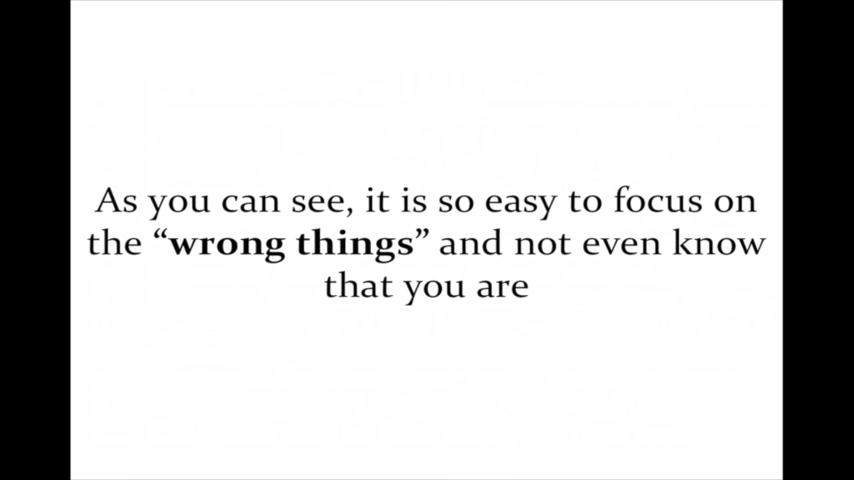 As you can see, it is so easy to focus on
the “wrong things” and not even know
that you are